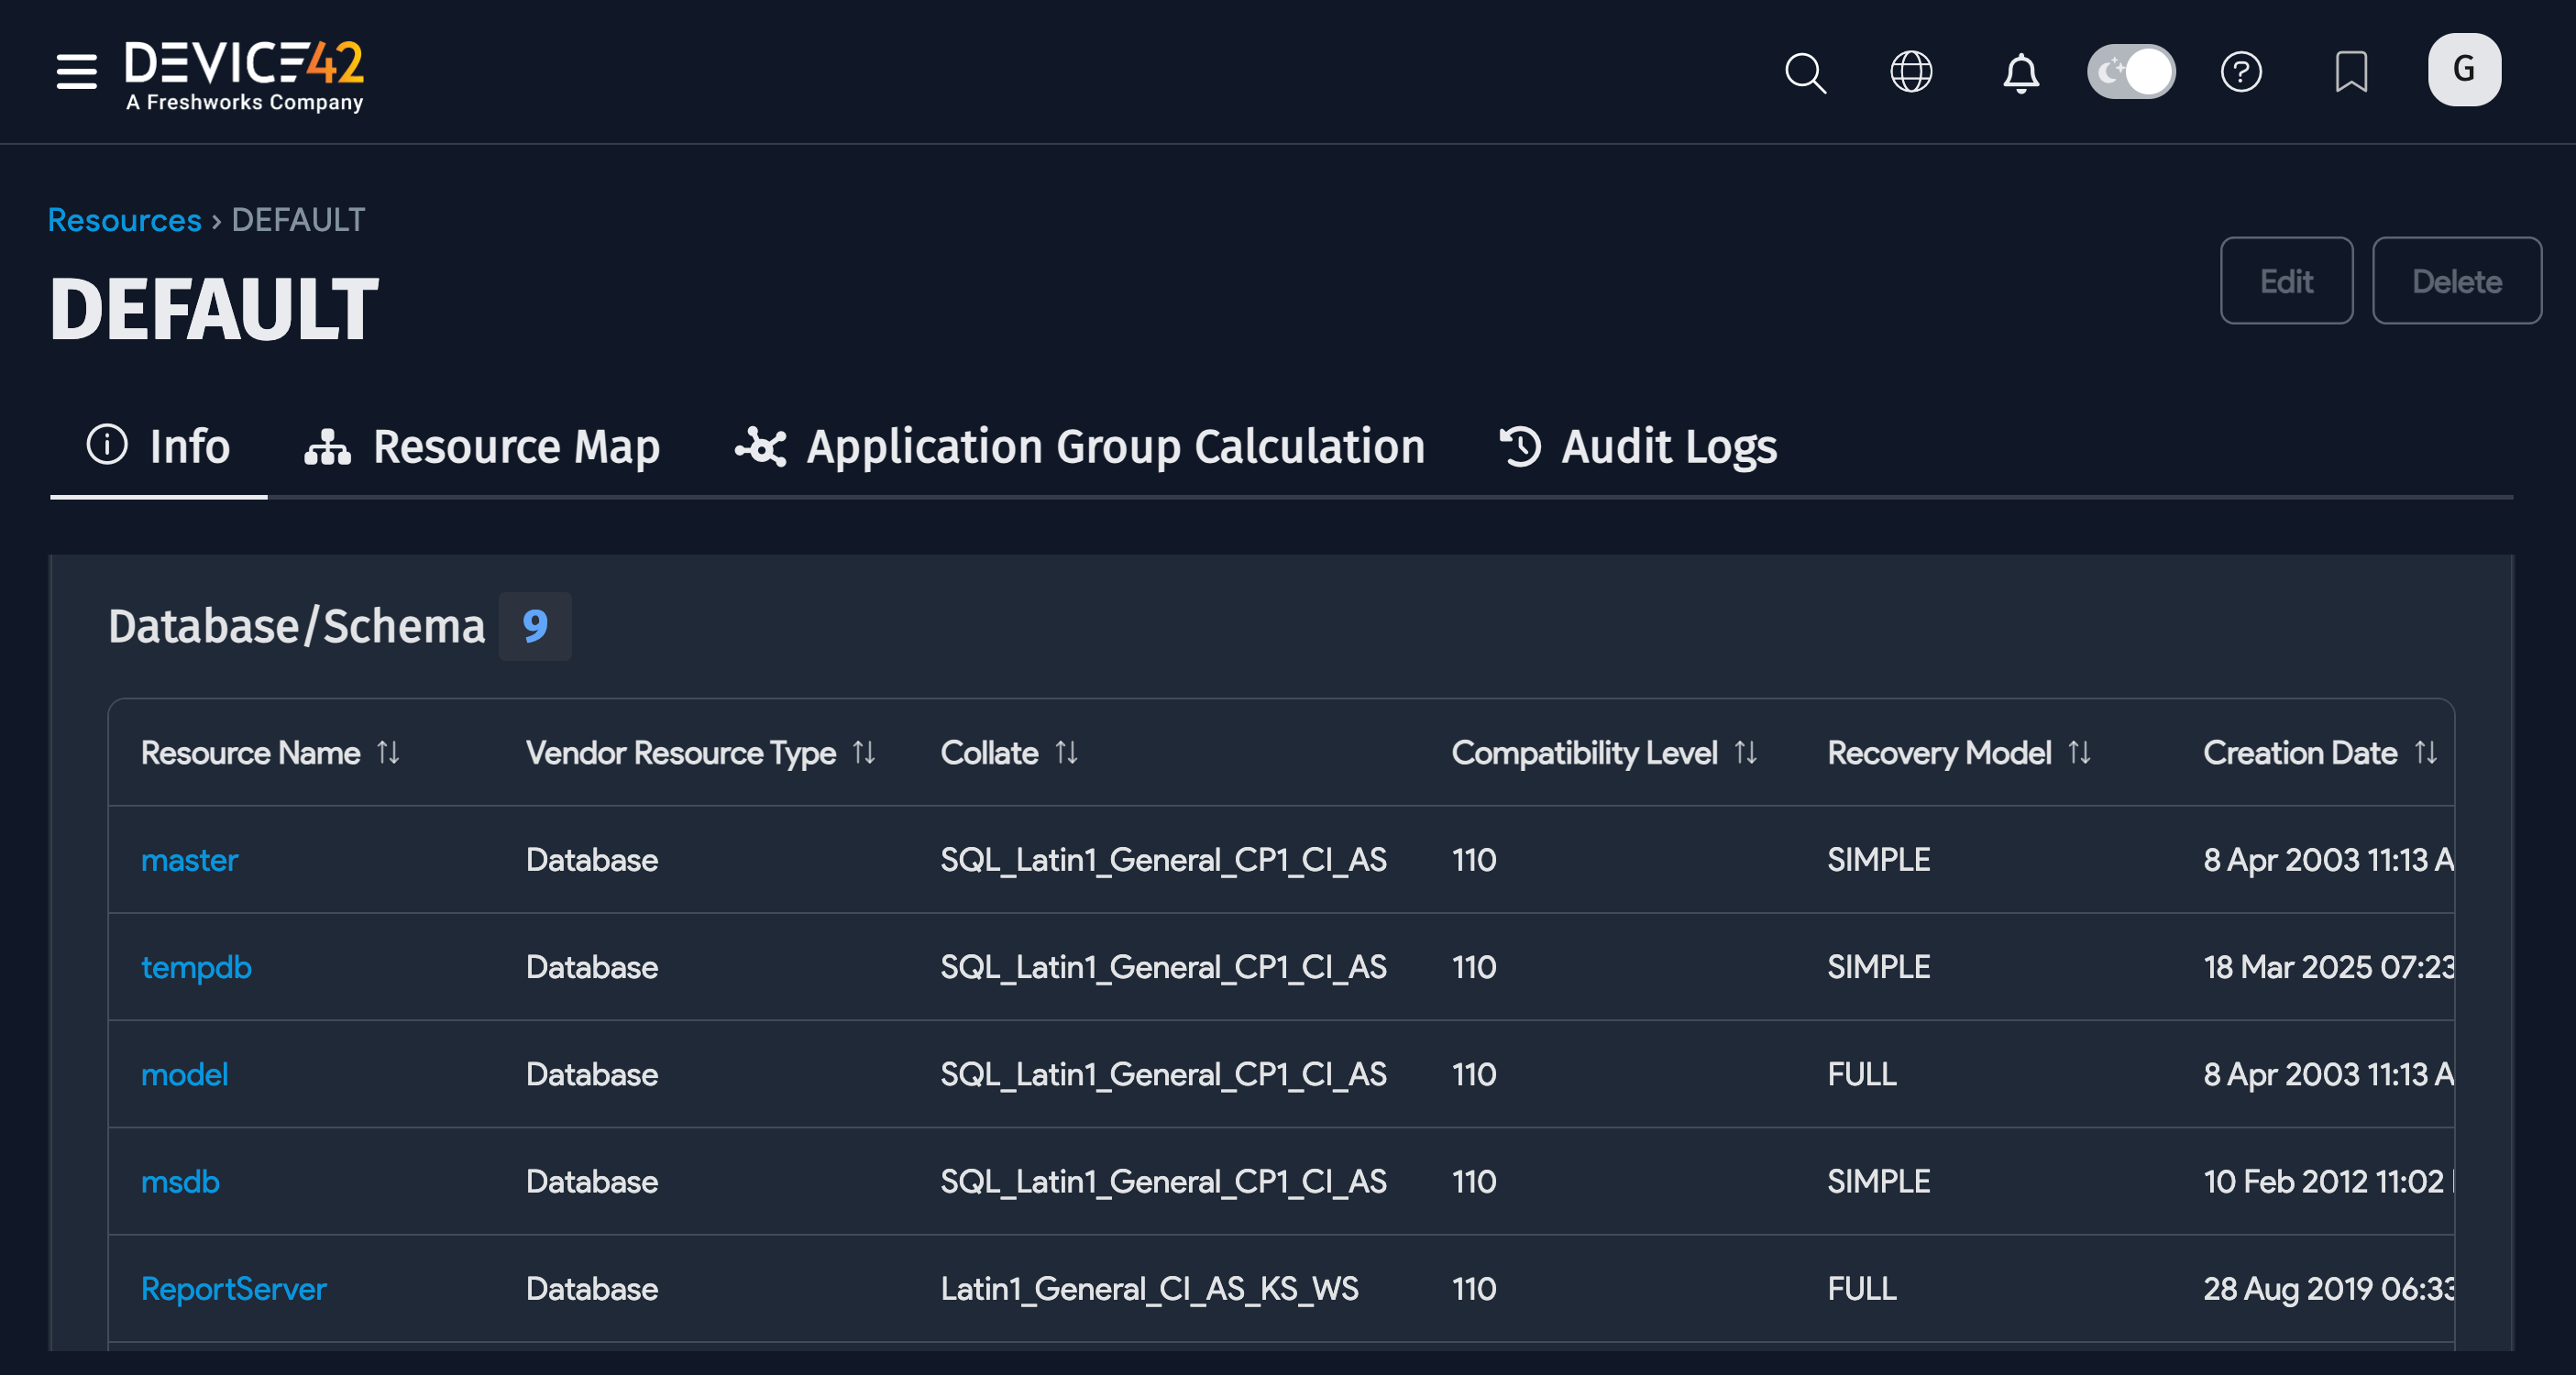 DEVICE42
A Freshworks Company
G
Resources › DEFAULT
DEFAULT
Edit
Delete
Info
Resource Map
Application Group Calculation
Audit Logs
Database/Schema 9
Resource Name Vendor Resource Type Collate Compatibility Level Recovery Model Creation Date
master Database SQL_Latin1_General_CP1_CI_AS 110 SIMPLE 8 Apr 2003 11:13 A
tempdb Database SQL_Latin1_General_CP1_CI_AS 110 SIMPLE 18 Mar 2025 07:23
model Database SQL_Latin1_General_CP1_CI_AS 110 FULL 8 Apr 2003 11:13 A
msdb Database SQL_Latin1_General_CP1_CI_AS 110 SIMPLE 10 Feb 2012 11:02
ReportServer Database Latin1_General_CI_AS_KS_WS 110 FULL 28 Aug 2019 06:33